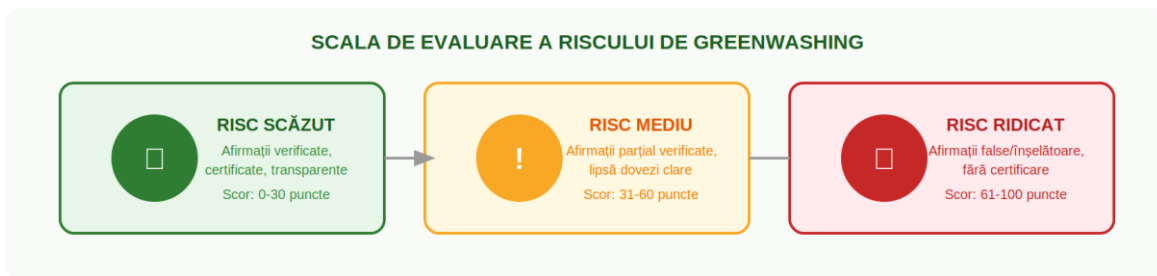 SCALA DE EVALUARE A RISCULUI DE GREENWASHING
RISC SCĂZUT
Afirmații verificate,
certificate, transparente
Scor: 0-30 puncte
!
RISC MEDIU
Afirmații parțial verificate,
lipsă dovezi clare
Scor: 31-60 puncte
RISC RIDICAT
Afirmații false/înșelătoare,
fără certificare
Scor: 61-100 puncte